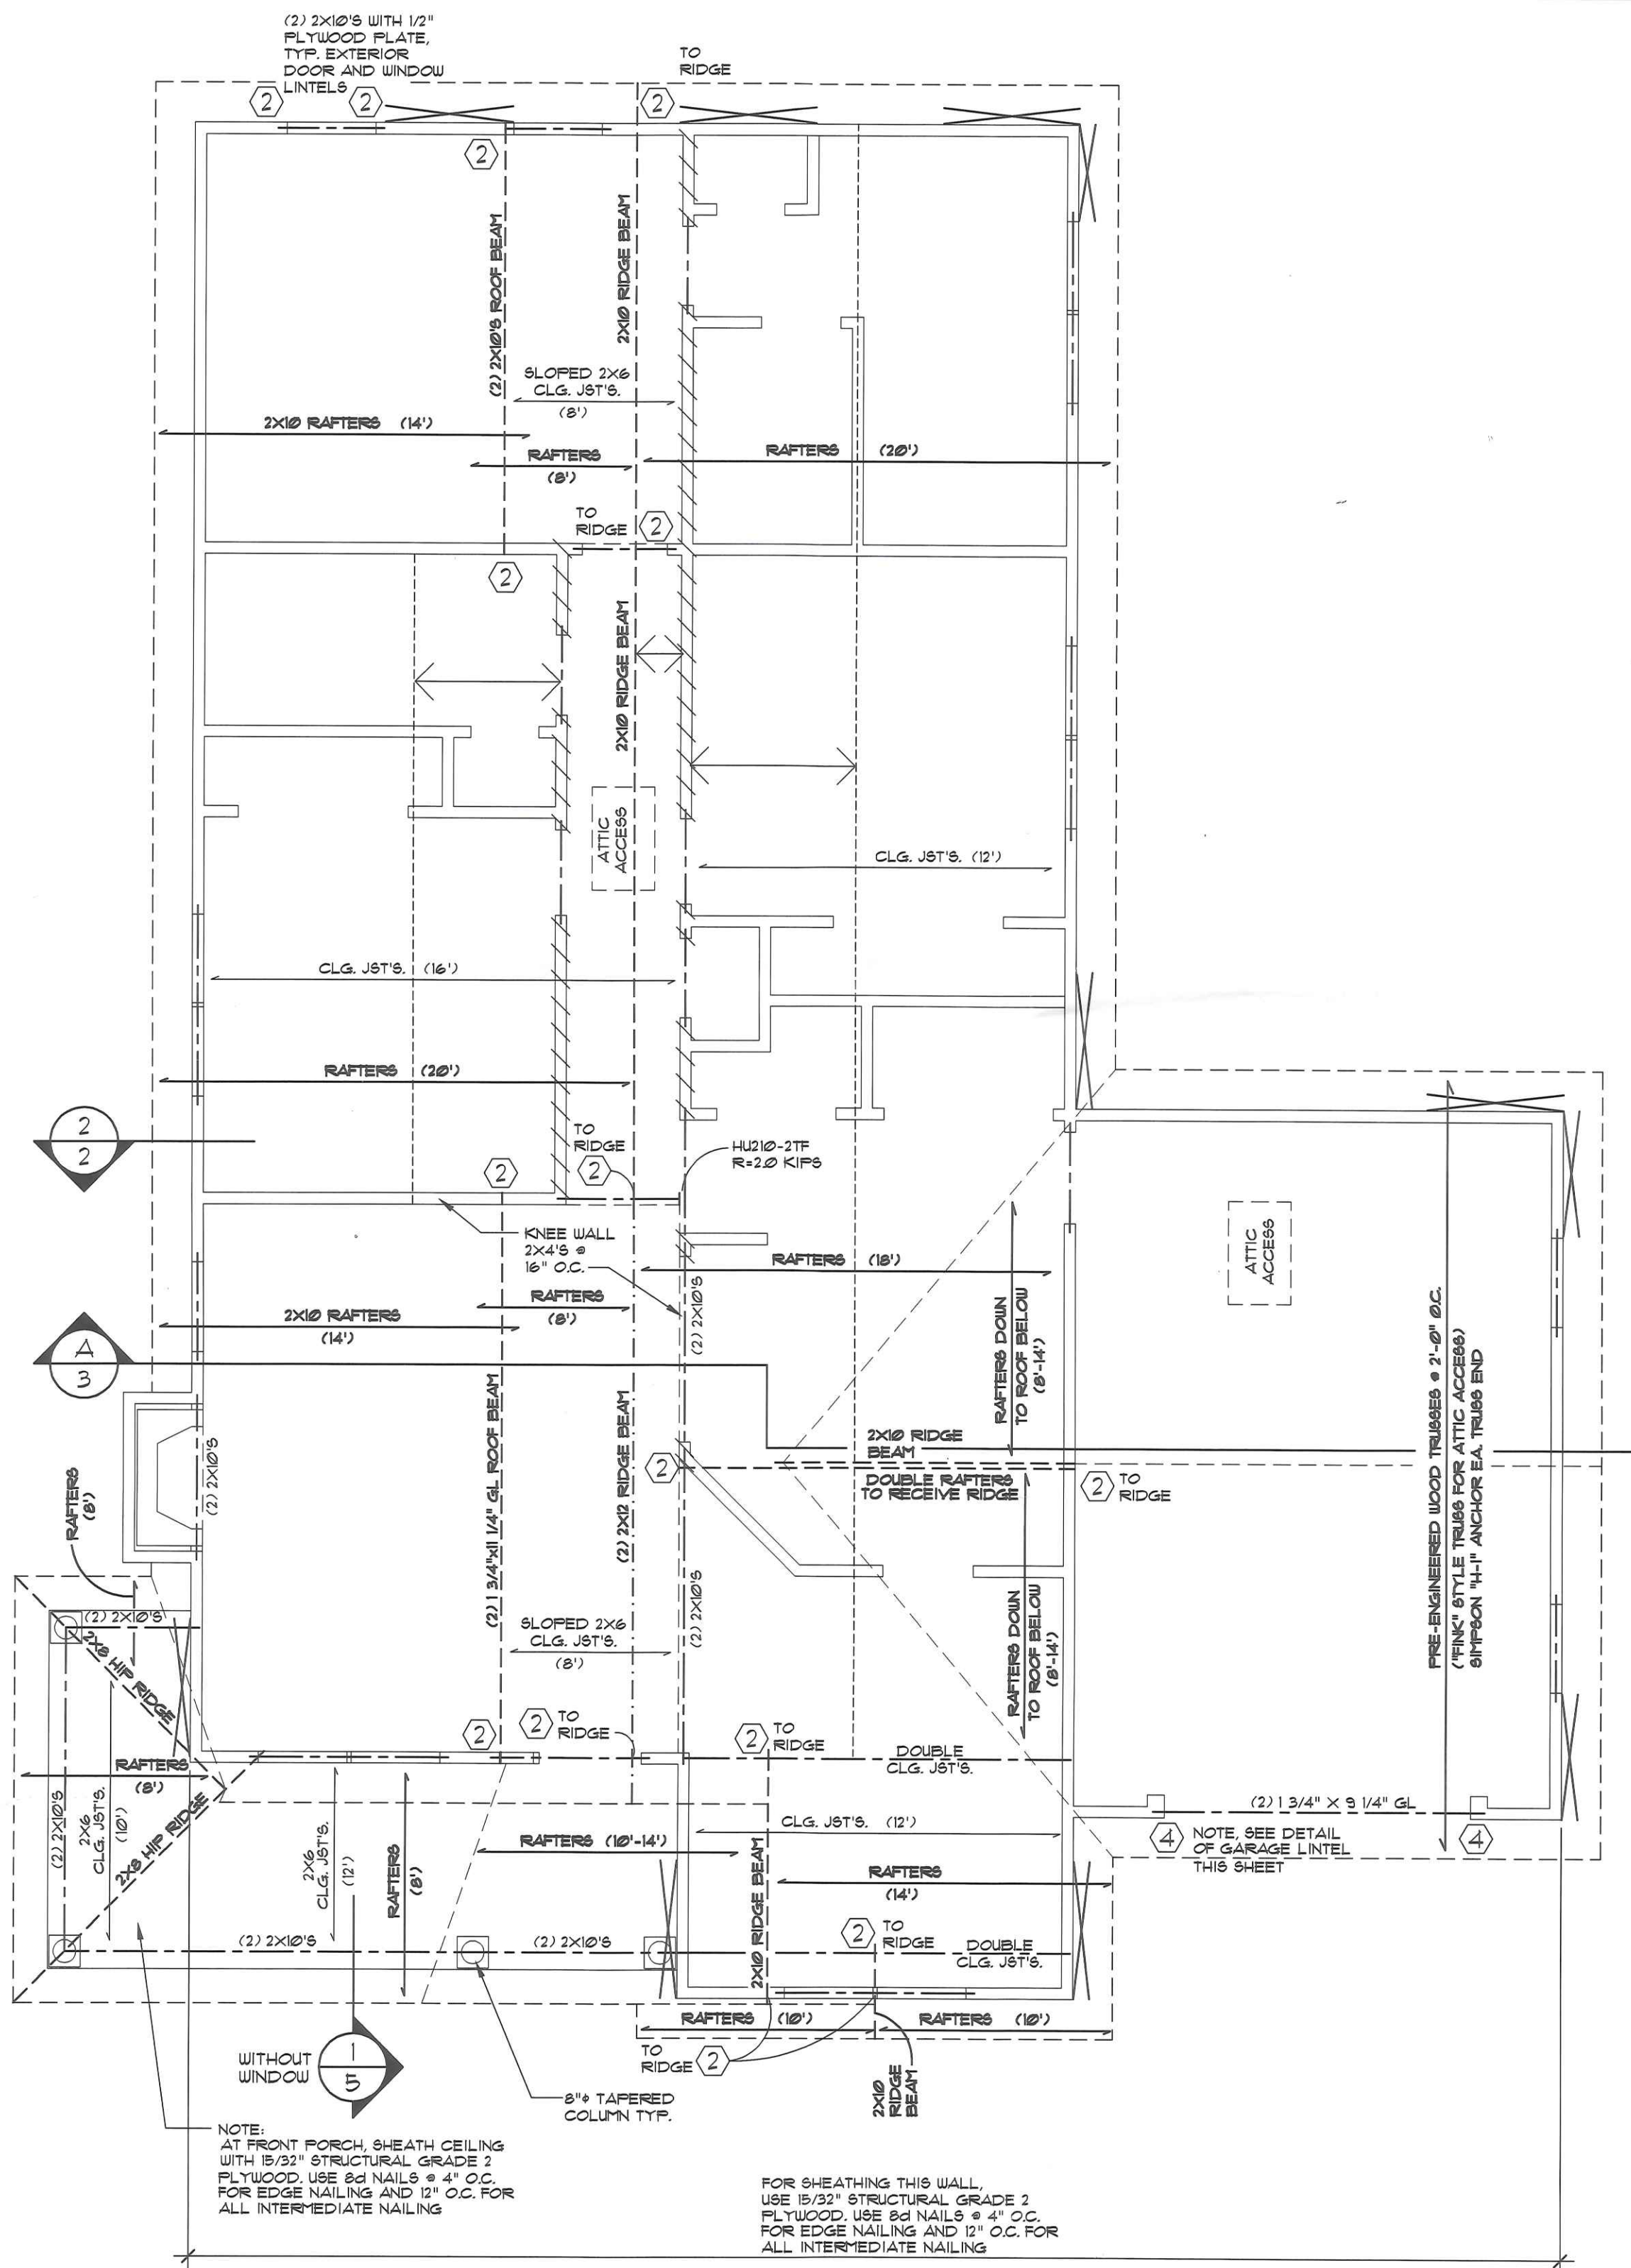 (2) 2X10'S WITH 1/2"
PLYWOOD PLATE,
TYP. EXTERIOR
DOOR AND WINDOW
LINTELS
TO
RIDGE
2
2
2
2
(2) 2X10'S ROOF BEAM
2X10 RIDGE BEAM
SLOPED 2X6
CLG. JST'S.
(8')
2X10 RAFTERS (14')
RAFTERS
(8')
RAFTERS (20')
TO
RIDGE
2
2
2X10 RIDGE BEAM
ATTIC
ACCESS
CLG. JST'S. (12')
CLG. JST'S. (16')
RAFTERS (20')
2
2
TO
RIDGE
2
2
HU210-2TF
R=2.0 KIPS
KNEE WALL
2X4'S @
16" O.C.
RAFTERS (18')
RAFTERS
(8')
2X10 RAFTERS
(14')
(2) 2X10'S
RAFTERS DOWN
TO ROOF BELOW
(8'-14')
ATTIC
ACCESS
A
3
(2) 1 3/4"X11 1/4" GL ROOF BEAM
(2) 2X12 RIDGE BEAM
(2) 2X10'S
2X10 RIDGE
BEAM
DOUBLE RAFTERS
TO RECEIVE RIDGE
2
2
TO
RIDGE
PRE-ENGINEERED WOOD TRUSSES @ 2'-0" O.C.
("FINK" STYLE TRUSS FOR ATTIC ACCESS)
SIMPSON "H-1" ANCHOR EA. TRUSS END
RAFTERS
(8')
(2) 2X10'S
(2) 2X10'S
2X8 HIP RIDGE
SLOPED 2X6
CLG. JST'S.
(8')
RAFTERS DOWN
TO ROOF BELOW
(8'-14')
2
2
TO
RIDGE
2
TO
RIDGE
DOUBLE
CLG. JST'S.
RAFTERS
(8')
(2) 2X10'S
2X6
CLG. JST'S.
(10')
2X8 HIP RIDGE
2X6
CLG. JST'S.
(12')
RAFTERS
(8')
RAFTERS (10'-14')
CLG. JST'S. (12')
(2) 1 3/4" X 9 1/4" GL
4
NOTE, SEE DETAIL
OF GARAGE LINTEL
THIS SHEET
4
2X10 RIDGE BEAM
RAFTERS
(14')
2
TO
RIDGE
DOUBLE
CLG. JST'S.
(2) 2X10'S
(2) 2X10'S
RAFTERS (10')
RAFTERS (10')
TO
RIDGE
2
2X10
RIDGE
BEAM
WITHOUT
WINDOW
1
5
8"ϕ TAPERED
COLUMN TYP.
NOTE:
AT FRONT PORCH, SHEATH CEILING
WITH 15/32" STRUCTURAL GRADE 2
PLYWOOD. USE 8d NAILS @ 4" O.C.
FOR EDGE NAILING AND 12" O.C. FOR
ALL INTERMEDIATE NAILING
FOR SHEATHING THIS WALL,
USE 15/32" STRUCTURAL GRADE 2
PLYWOOD. USE 8d NAILS @ 4" O.C.
FOR EDGE NAILING AND 12" O.C. FOR
ALL INTERMEDIATE NAILING